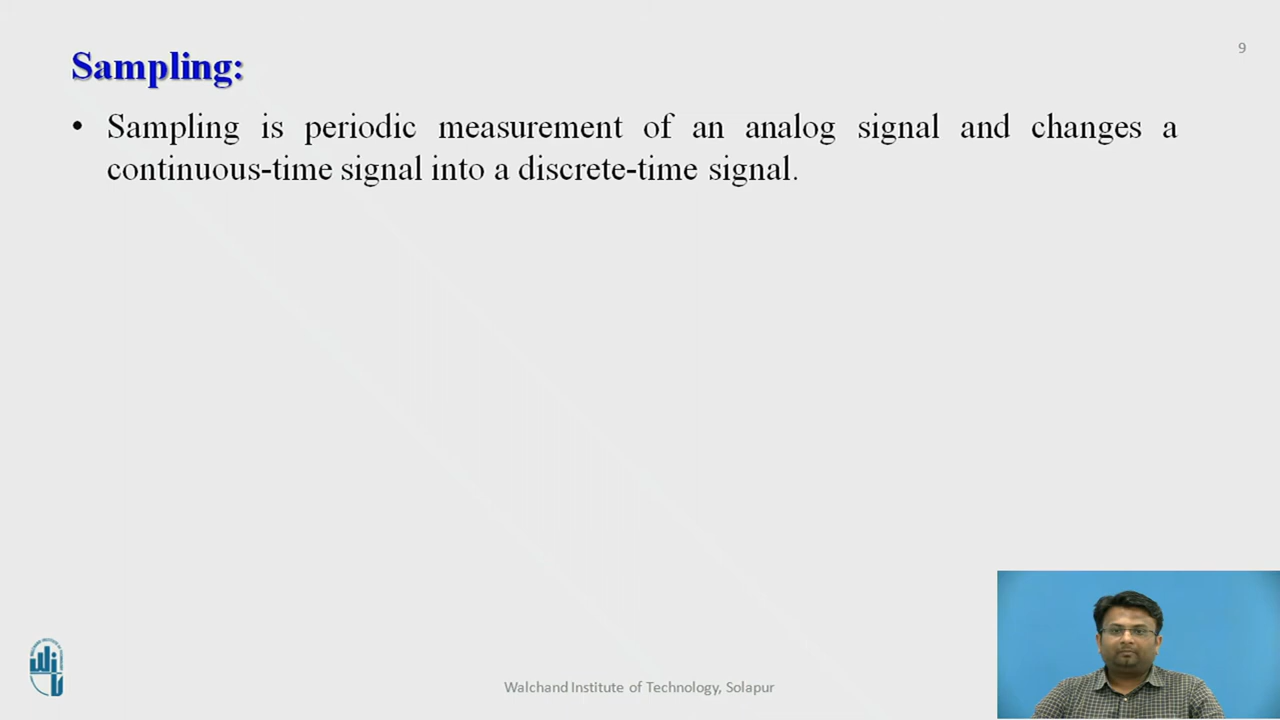 9
Sampling:
• Sampling is periodic measurement of an analog signal and changes a
continuous-time signal into a discrete-time signal.
Walchand Institute of Technology, Solapur